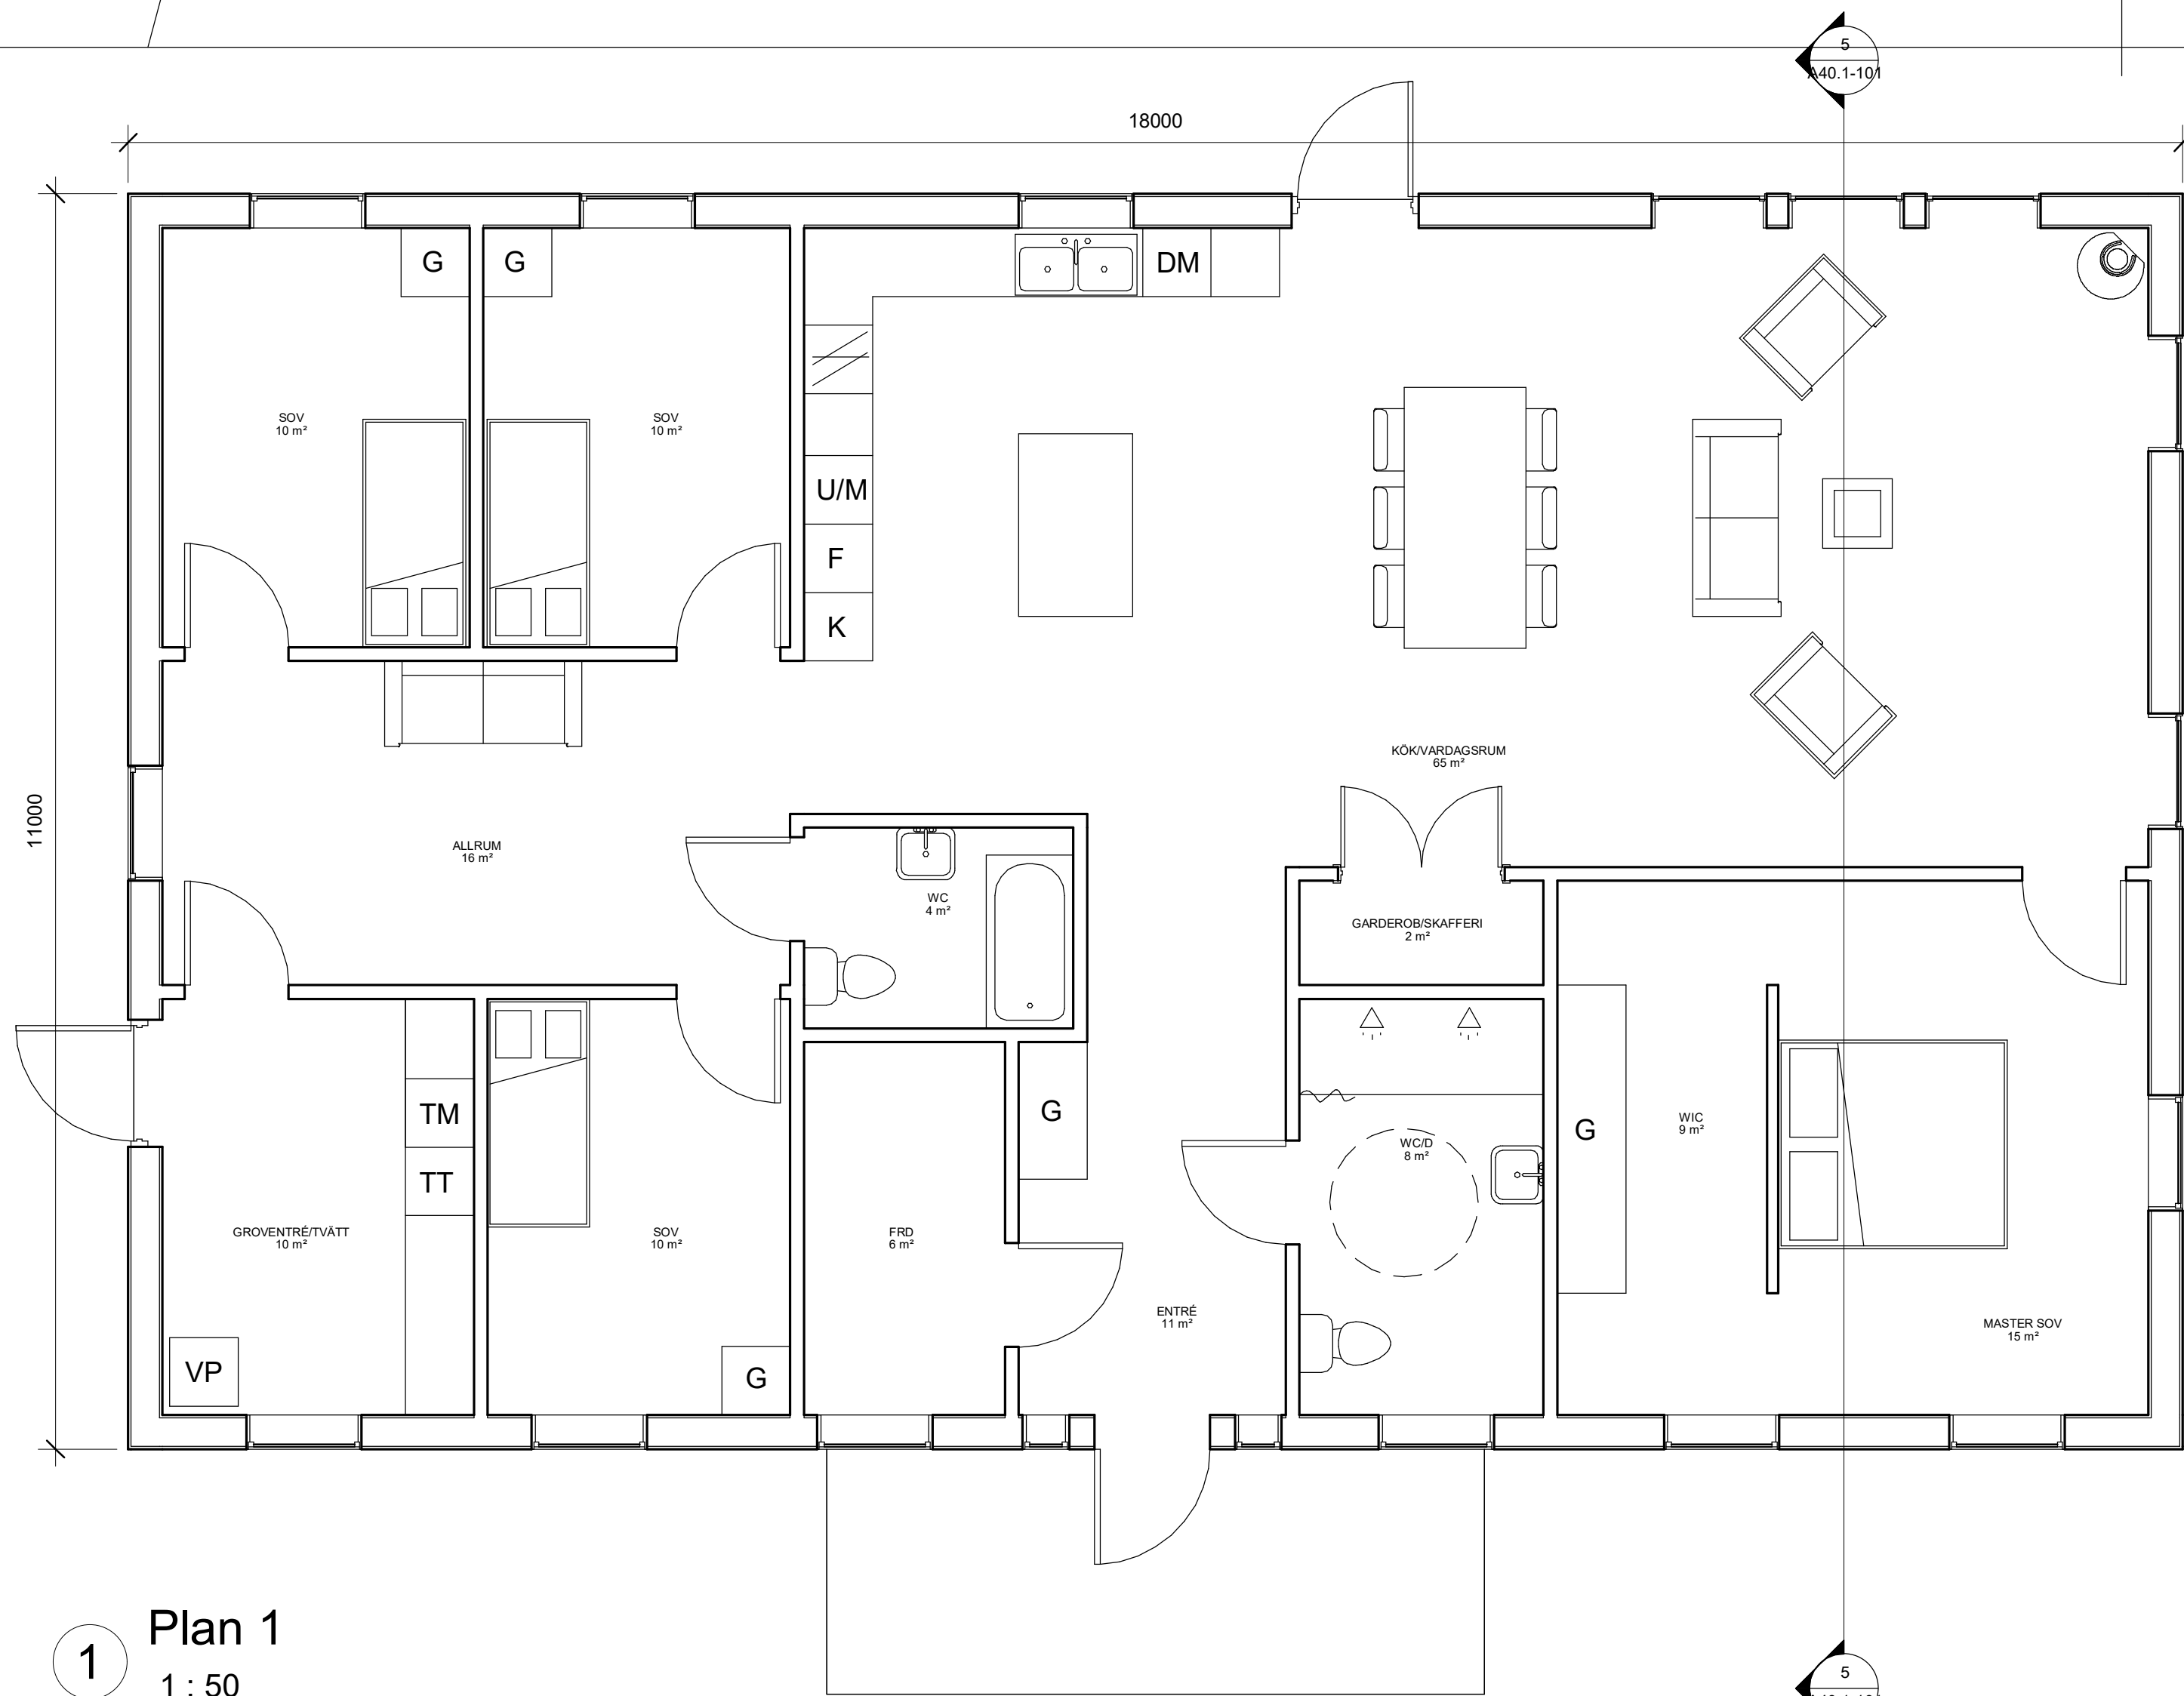 5
A40.1-101
18000
G
G
DM
SOV
10 m²
SOV
10 m²
U/M
F
K
KÖK/VARDAGSRUM
65 m²
11000
ALLRUM
16 m²
WC
4 m²
GARDEROB/SKAFFERI
2 m²
TM
G
G
WIC
9 m²
WC/D
8 m²
TT
GROVENTRÉ/TVÄTT
10 m²
SOV
10 m²
FRD
6 m²
ENTRÉ
11 m²
MASTER SOV
15 m²
VP
G
1
Plan 1
1 : 50
5